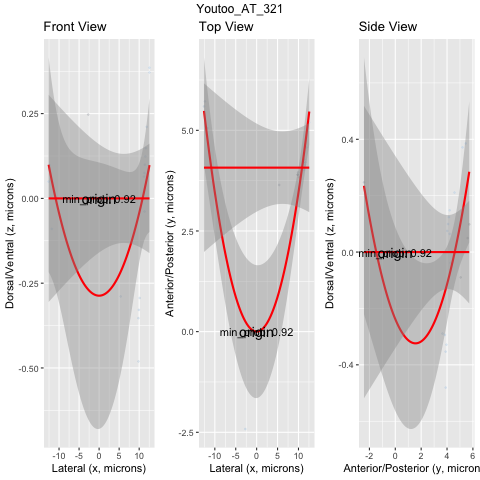 Youtoo_AT_321
Front View
Top View
Side View
Dorsal/Ventral (z, microns)
0.25
0.00
-0.25
-0.50
origin
-10 -5 0 5 10
Lateral (x, microns)
Anterior/Posterior (y, microns)
5.0
2.5
0.0
-2.5
origin
-10 -5 0 5 10
Lateral (x, microns)
Dorsal/Ventral (z, microns)
0.4
0.0
-0.4
origin
-2 0 2 4 6
Anterior/Posterior (y, micron